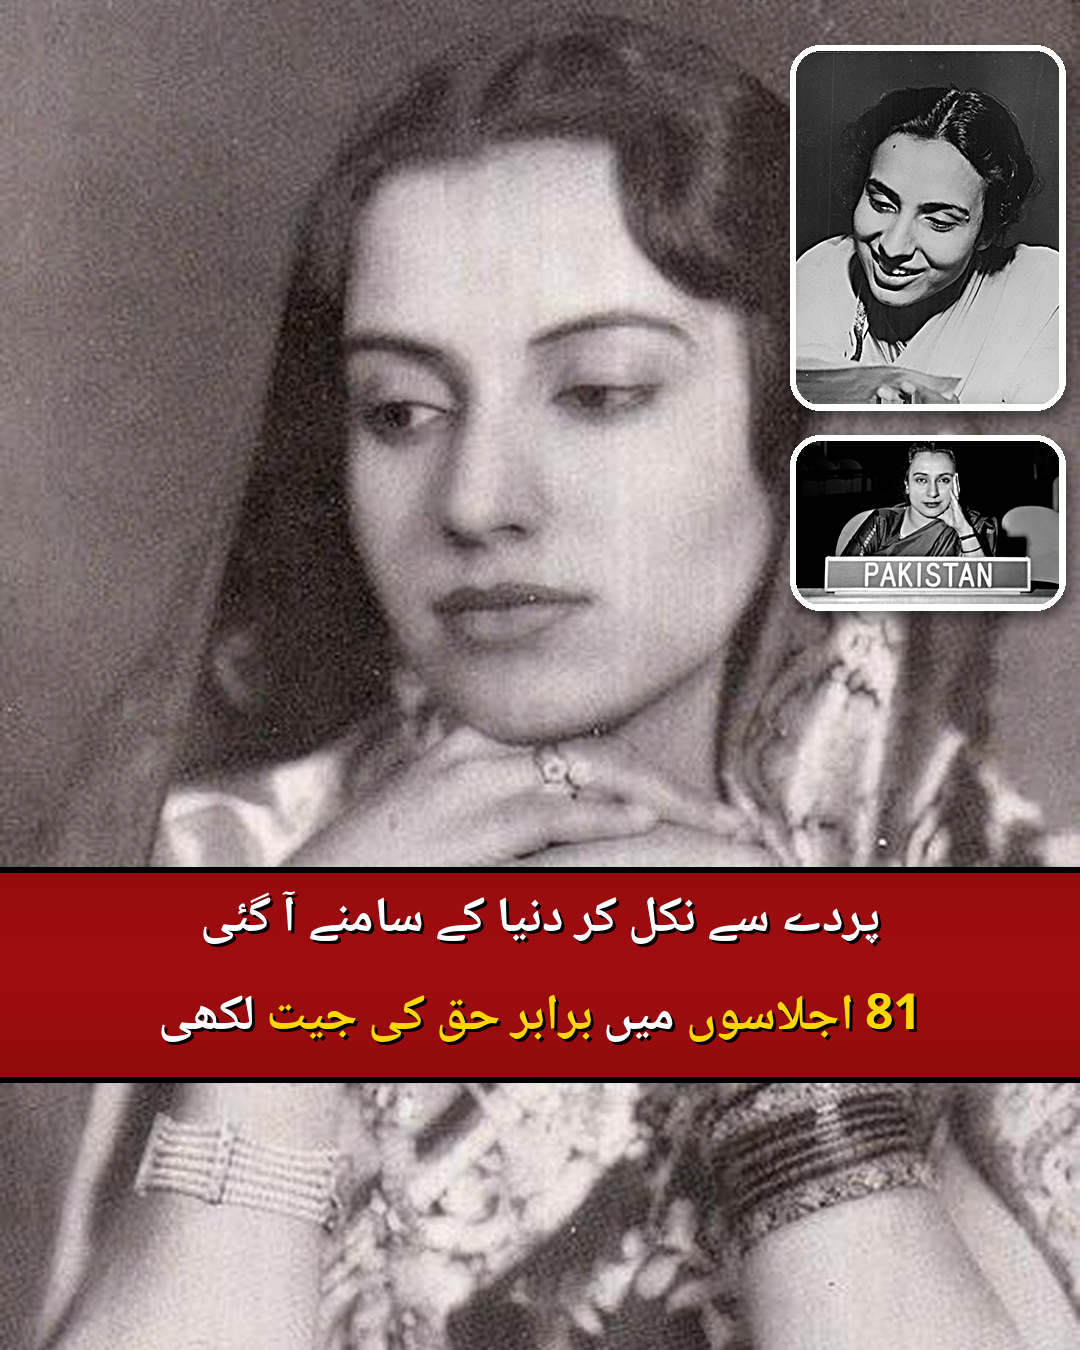 PAKISTAN
پردے سے نکل کر دنیا کے سامنے آ گئی
81 اجلاسوں میں برابر حق کی جیت لکھی